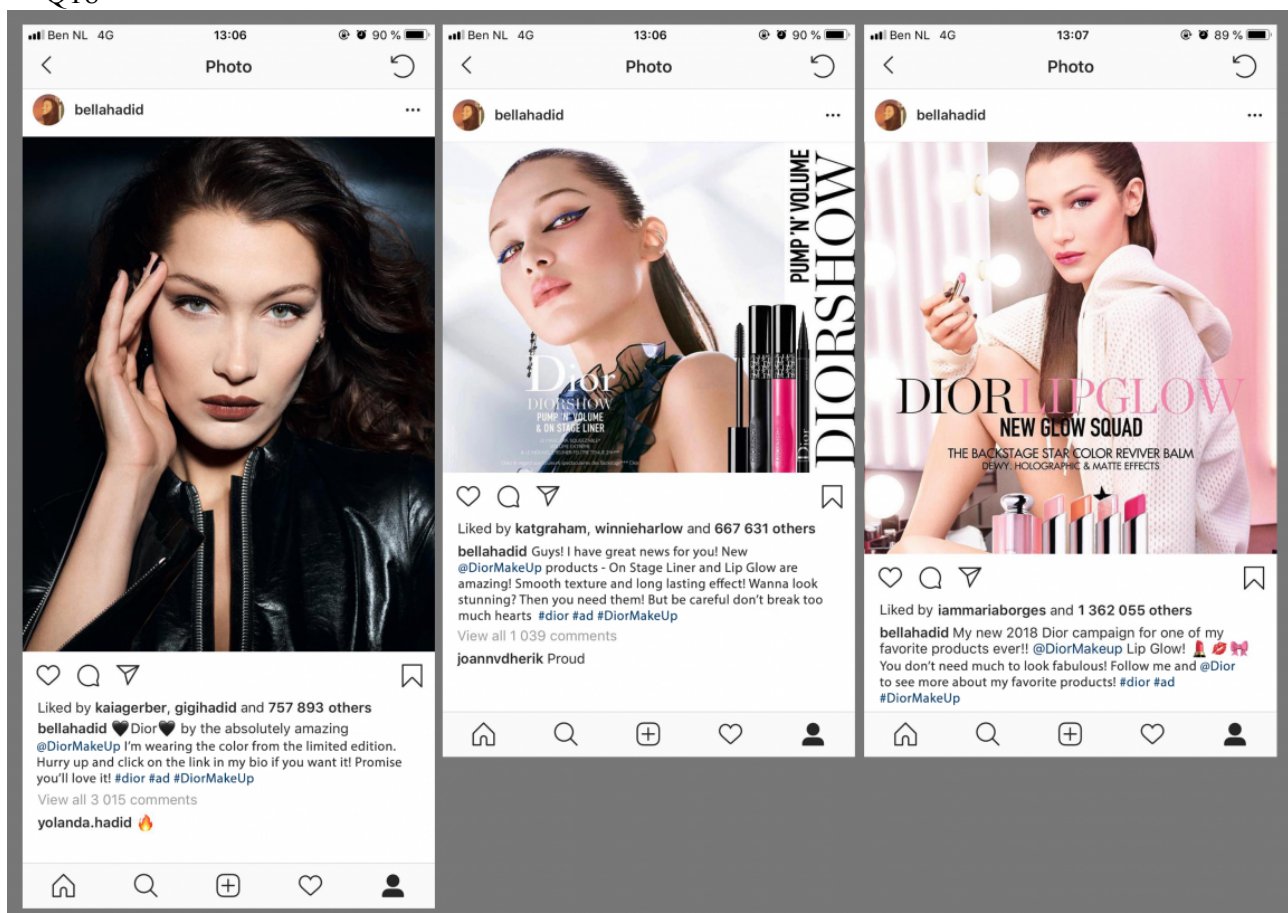 Ben NL 4G 13:06 90 %
Photo
bellahadid
Liked by kaiagerber, gigihadid and 757 893 others
bellahadid 🖤Dior🖤 by the absolutely amazing
@DiorMakeUp I'm wearing the color from the limited edition.
Hurry up and click on the link in my bio if you want it! Promise
you'll love it! #dior #ad #DiorMakeUp
View all 3 015 comments
yolanda.hadid 🔥
Ben NL 4G 13:06 90 %
Photo
bellahadid
PUMP 'N' VOLUME
DIORSHOW
Dior
DIORSHOW
PUMP 'N' VOLUME
& ON STAGE LINER
Dior
Liked by katgraham, winnieharlow and 667 631 others
bellahadid Guys! I have great news for you! New
@DiorMakeUp products - On Stage Liner and Lip Glow are
amazing! Smooth texture and long lasting effect! Wanna look
stunning? Then you need them! But be careful don't break too
much hearts #dior #ad #DiorMakeUp
View all 1 039 comments
joannvdherik Proud
Ben NL 4G 13:07 89 %
Photo
bellahadid
DIORLIPGLOW
NEW GLOW SQUAD
THE BACKSTAGE STAR COLOR REVIVER BALM
DEWY, HOLOGRAPHIC & MATTE EFFECTS
Liked by iammariaborges and 1 362 055 others
bellahadid My new 2018 Dior campaign for one of my
favorite products ever!! @DiorMakeup Lip Glow! 💄 💋 🎀
You don't need much to look fabulous! Follow me and @Dior
to see more about my favorite products! #dior #ad
#DiorMakeUp